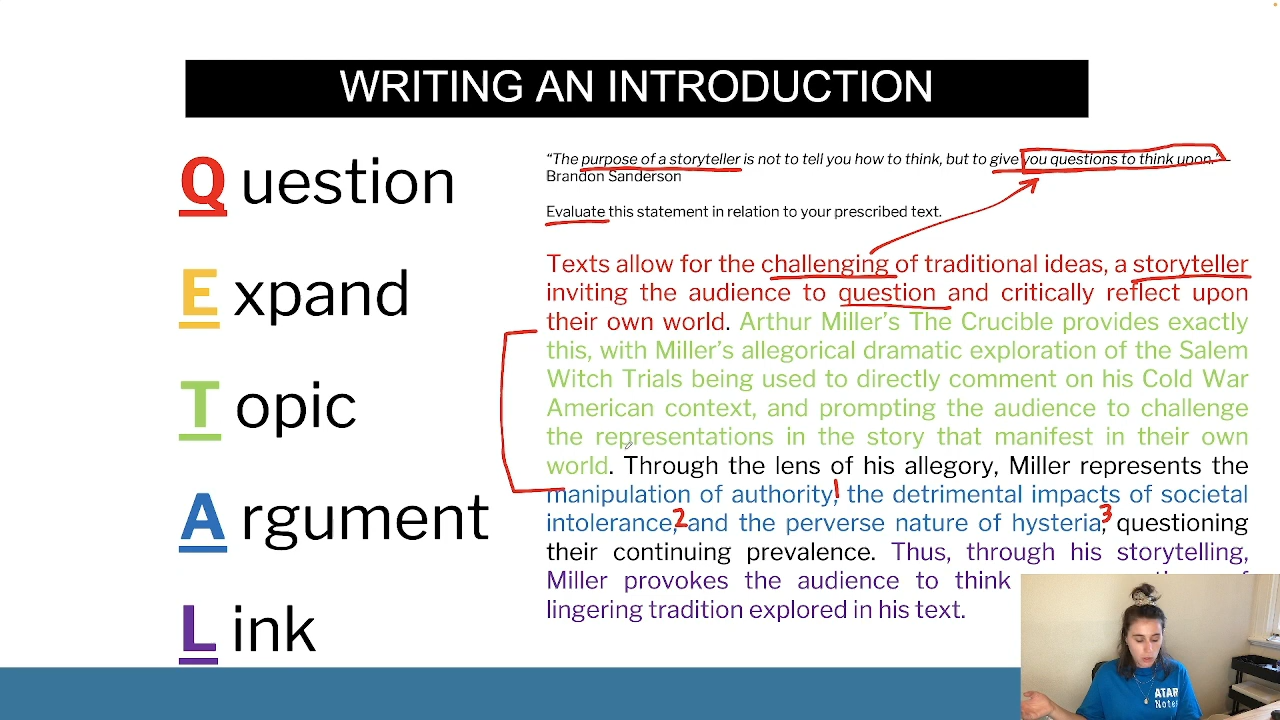 WRITING AN INTRODUCTION
Question
Expand
Topic
Argument
Link
“The purpose of a storyteller is not to tell you how to think, but to give you questions to think upon.” –
Brandon Sanderson
Evaluate this statement in relation to your prescribed text.
Texts allow for the challenging of traditional ideas, a storyteller
inviting the audience to question and critically reflect upon
their own world. Arthur Miller’s The Crucible provides exactly
this, with Miller’s allegorical dramatic exploration of the Salem
Witch Trials being used to directly comment on his Cold War
American context, and prompting the audience to challenge
the representations in the story that manifest in their own
world. Through the lens of his allegory, Miller represents the
manipulation of authority, 1 the detrimental impacts of societal
intolerance, 2 and the perverse nature of hysteria, 3 questioning
their continuing prevalence. Thus, through his storytelling,
Miller provokes the audience to think
lingering tradition explored in his text.
ATAR
Notes